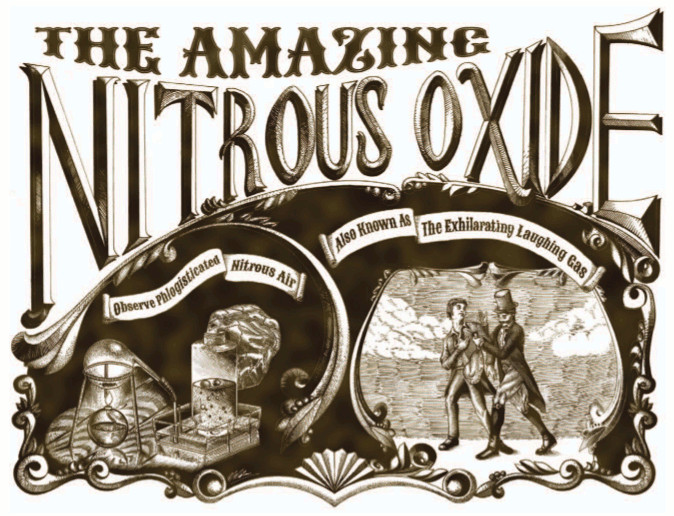 THE AMAZING
NITROUS OXIDE
Also Known As The Exhilarating Laughing Gas
Observe Phlogisticated Nitrous Air